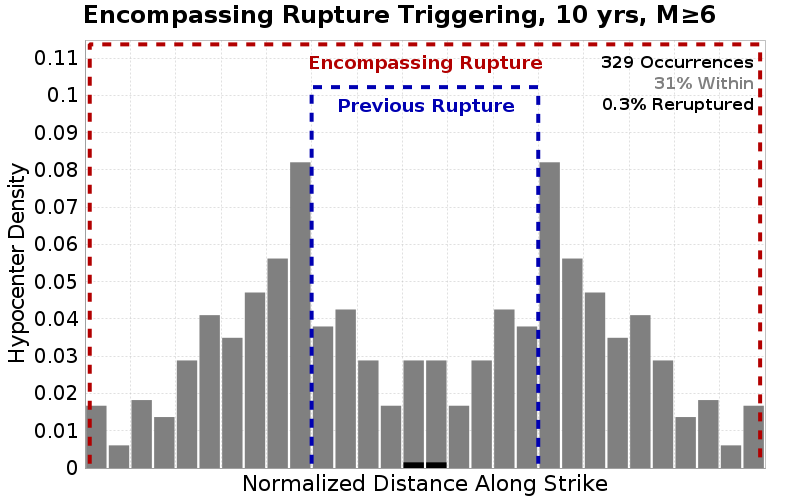 Encompassing Rupture Triggering, 10 yrs, M≥6
Encompassing Rupture
Previous Rupture
329 Occurrences
31% Within
0.3% Reruptured
Hypocenter Density
0.11
0.1
0.09
0.08
0.07
0.06
0.05
0.04
0.03
0.02
0.01
0
Normalized Distance Along Strike